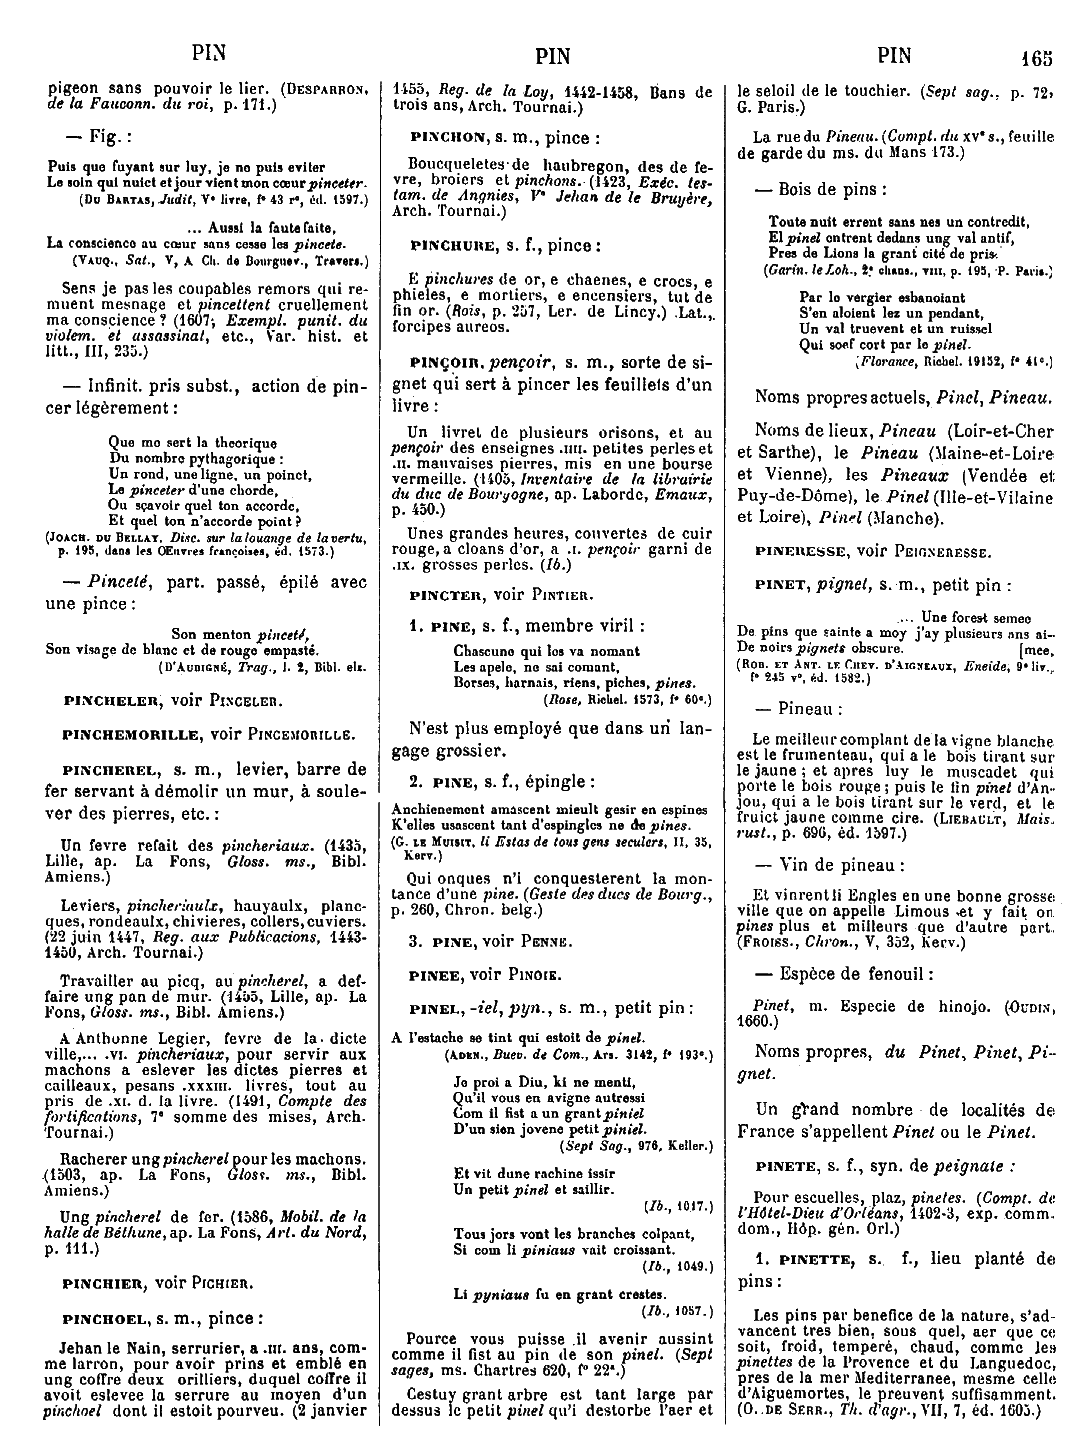 PIN
PIN
PIN
165
pigeon sans pouvoir le lier. (DESPARRON,
de la Fauconn. du roi, p. 171.)
— Fig. :
Puis que fuyant sur luy, je ne puis eviter
Le soin qui nuict et jour vient mon cœur pinceter.
(DU BARTAS, Judit, V° livre, f° 43 r°, éd. 1597.)
... Aussi la faute faite,
La conscience au cœur sans cesse les pincete.
(VAUQ., Sat., V, A Ch. de Bourguev., Travers.)
Sens je pas les coupables remors qui re-
muent mesnage et pincettent cruellement
ma conscience ? (1607, Exempl. punit. du
violem. et assassinat, etc., Var. hist. et
litt., III, 235.)
— Infinit. pris subst., action de pin-
cer légèrement :
Que me sert la theorique
Du nombre pythagorique :
Un rond, une ligne, un poinct,
Le pinceter d'une chorde,
Ou sçavoir quel ton accorde,
Et quel ton n'accorde point ?
(JOACH. DU BELLAY, Disc. sur la louange de la vertu,
p. 195, dans les Œuvres françoises, éd. 1573.)
— Pinceté, part. passé, épilé avec
une pince :
Son menton pinceté,
Son visage de blanc et de rouge empasté.
(D'AUBIGNÉ, Trag., l. 2, Bibl. elz.
PINCHELER, voir PINCELER.
PINCHEMORILLE, voir PINCEMORILLE.
PINCHEREL, s. m., levier, barre de
fer servant à démolir un mur, à soule-
ver des pierres, etc. :
Un fevre refait des pincheriaux. (1435,
Lille, ap. La Fons, Gloss. ms., Bibl.
Amiens.)
Leviers, pincheriaulx, hauyaulx, planc-
ques, rondeaulx, chivieres, collers, cuviers.
(22 juin 1447, Reg. aux Publicacions, 1443-
1450, Arch. Tournai.)
Travailler au picq, au pincherel, a def-
faire ung pan de mur. (1455, Lille, ap. La
Fons, Gloss. ms., Bibl. Amiens.)
A Anthonne Legier, fevre de la dicte
ville,... .VI. pincheriaux, pour servir aux
machons a eslever les dictes pierres et
cailleaux, pesans .XXXIII. livres, tout au
pris de .XI. d. la livre. (1491, Compte des
fortifications, 7° somme des mises, Arch.
Tournai.)
Racherer ung pincherel pour les machons.
(1503, ap. La Fons, Gloss. ms., Bibl.
Amiens.)
Ung pincherel de fer. (1586, Mobil. de la
halle de Béthune, ap. La Fons, Art. du Nord,
p. 111.)
PINCHIER, voir PICHIER.
PINCHOEL, s. m., pince :
Jehan le Nain, serrurier, a .III. ans, com-
me larron, pour avoir prins et emblé en
ung coffre deux orilliers, duquel coffre il
avoit eslevee la serrure au moyen d'un
pinchoel dont il estoit pourveu. (2 janvier
1455, Reg. de la Loy, 1442-1458, Bans de
trois ans, Arch. Tournai.)
PINCHON, s. m., pince :
Boucqueletes de haubregon, des de fe-
vre, broiers et pinchons. (1423, Exéc. tes-
tam. de Angnies, V° Jehan de le Bruyère,
Arch. Tournai.)
PINCHURE, s. f., pince :
E pinchures de or, e chaenes, e crocs, e
phieles, e mortiers, e encensiers, tut de
fin or. (Rois, p. 257, Ler. de Lincy.) Lat.,
forcipes aureos.
PINÇOIR, pençoir, s. m., sorte de si-
gnet qui sert à pincer les feuillets d'un
livre :
Un livret de plusieurs orisons, et au
pençoir des enseignes .IIII. petites perles et
.II. mauvaises pierres, mis en une bourse
vermeille. (1405, Inventaire de la librairie
du duc de Bourgogne, ap. Laborde, Emaux,
p. 450.)
Unes grandes heures, couvertes de cuir
rouge, a cloans d'or, a .I. pençoir garni de
.IX. grosses perles. (Ib.)
PINCTER, voir PINTIER.
1. PINE, s. f., membre viril :
Chascune qui les va nomant
Les apele, ne sai comant,
Borses, harnais, riens, piches, pines.
(Rose, Richel. 1573, f° 60°.)
N'est plus employé que dans un lan-
gage grossier.
2. PINE, s. f., épingle :
Anchienement amascent mieult gesir en espines
K'elles usascent tant d'espingles ne de pines.
(G. LE MUISIT, li Estas de tous gens seculers, II, 35,
Kerv.)
Qui onques n'i conquesterent la mon-
tance d'une pine. (Geste des ducs de Bourg.,
p. 260, Chron. belg.)
3. PINE, voir PENNE.
PINEE, voir PINOIE.
PINEL, -iel, pyn., s. m., petit pin :
A l'estache se tint qui estoit de pinel.
(ADEN., Buev. de Com., Ars. 3142, f° 193°.)
Je proi a Diu, ki ne menti,
Qu'il vous en avigne autressi
Com il fist a un grant piniel
D'un sien jovene petit piniel.
(Sept Sag., 976, Keller.)
Et vit dune rachine issir
Un petit pinel et saillir.
(Ib., 1017.)
Tous jors vont les branches colpant,
Si com li piniaus vait croissant.
(Ib., 1049.)
Li pyniaus fu en grant crestes.
(Ib., 1057.)
Pource vous puisse il avenir aussint
comme il fist au pin de son pinel. (Sept
sages, ms. Chartres 620, f° 22ª.)
Cestuy grant arbre est tant large par
dessus le petit pinel qu'i destorbe l'aer et
le seloil de le touchier. (Sept sag., p. 72,
G. Paris.)
La rue du Pineau. (Compt. du XV° s., feuille
de garde du ms. du Mans 173.)
— Bois de pins :
Toute nuit errent sans nes un contredit,
El pinel entrent dedans ung val antif,
Pres de Lions la grant cité de pris.
(Garin. le Loh., 2° chans., VIII, p. 195, P. Paris.)
Par le vergier esbanoiant
S'en aloient lez un pendant,
Un val truevent et un ruissel
Qui soef cort par le pinel.
(Florance, Richel. 19152, f° 41°.)
Noms propres actuels, Pinel, Pineau.
Noms de lieux, Pineau (Loir-et-Cher
et Sarthe), le Pineau (Maine-et-Loire
et Vienne), les Pineaux (Vendée et
Puy-de-Dôme), le Pinel (Ille-et-Vilaine
et Loire), Pinel (Manche).
PINERESSE, voir PEIGNERESSE.
PINET, pignet, s. m., petit pin :
... Une forest semee
De pins que sainte a moy j'ay plusieurs ans ai-
De noirs pignets obscure. [mee,
(ROB. ET ANT. LE CHEV. D'AIGNEAUX, Eneide, 9° liv.,
f° 245 v°, éd. 1582.)
— Pineau :
Le meilleur complant de la vigne blanche
est le frumenteau, qui a le bois tirant sur
le jaune ; et apres luy le muscadet qui
porte le bois rouge ; puis le fin pinet d'An-
jou, qui a le bois tirant sur le verd, et le
fruict jaune comme cire. (LIEBAULT, Mais.
rust., p. 696, éd. 1597.)
— Vin de pineau :
Et vinrent li Engles en une bonne grosse
ville que on appelle Limous et y fait on
pines plus et milleurs que d'autre part.
(FROISS., Chron., V, 352, Kerv.)
— Espèce de fenouil :
Pinet, m. Especie de hinojo. (OUDIN,
1660.)
Noms propres, du Pinet, Pinet, Pi-
gnet.
Un grand nombre de localités de
France s'appellent Pinet ou le Pinet.
PINETE, s. f., syn. de peignate :
Pour escuelles, plaz, pinetes. (Compt. de
l'Hôtel-Dieu d'Orléans, 1402-3, exp. comm.
dom., Hôp. gén. Orl.)
1. PINETTE, s. f., lieu planté de
pins :
Les pins par benefice de la nature, s'ad-
vancent tres bien, sous quel, aer que ce
soit, froid, temperé, chaud, comme les
pinettes de la Provence et du Languedoc,
pres de la mer Mediterranee, mesme celle
d'Aiguemortes, le preuvent suffisamment.
(O. DE SERR., Th. d'agr., VII, 7, éd. 1605.)